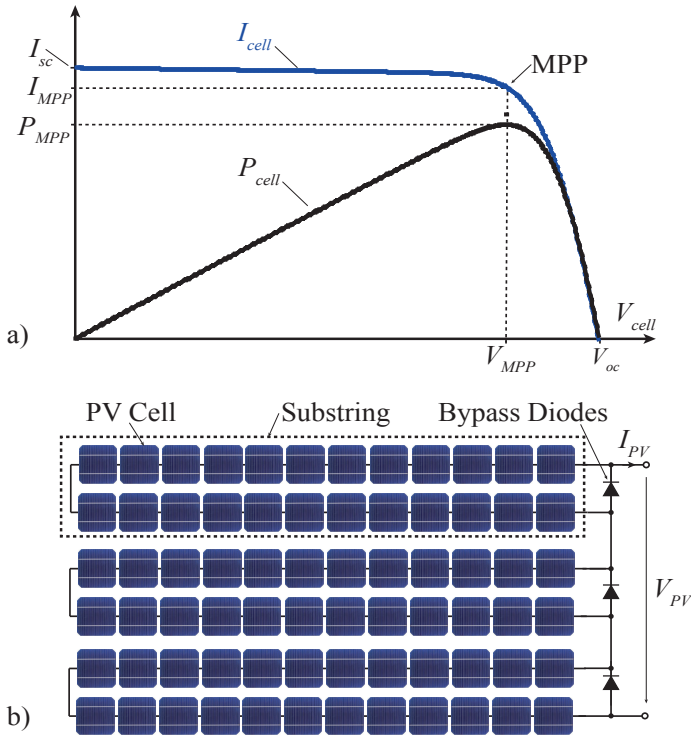 I_sc
I_cell
MPP
I_MPP
P_MPP
P_cell
V_cell
a)
V_MPP
V_oc
PV Cell
Substring
Bypass Diodes
I_PV
V_PV
b)